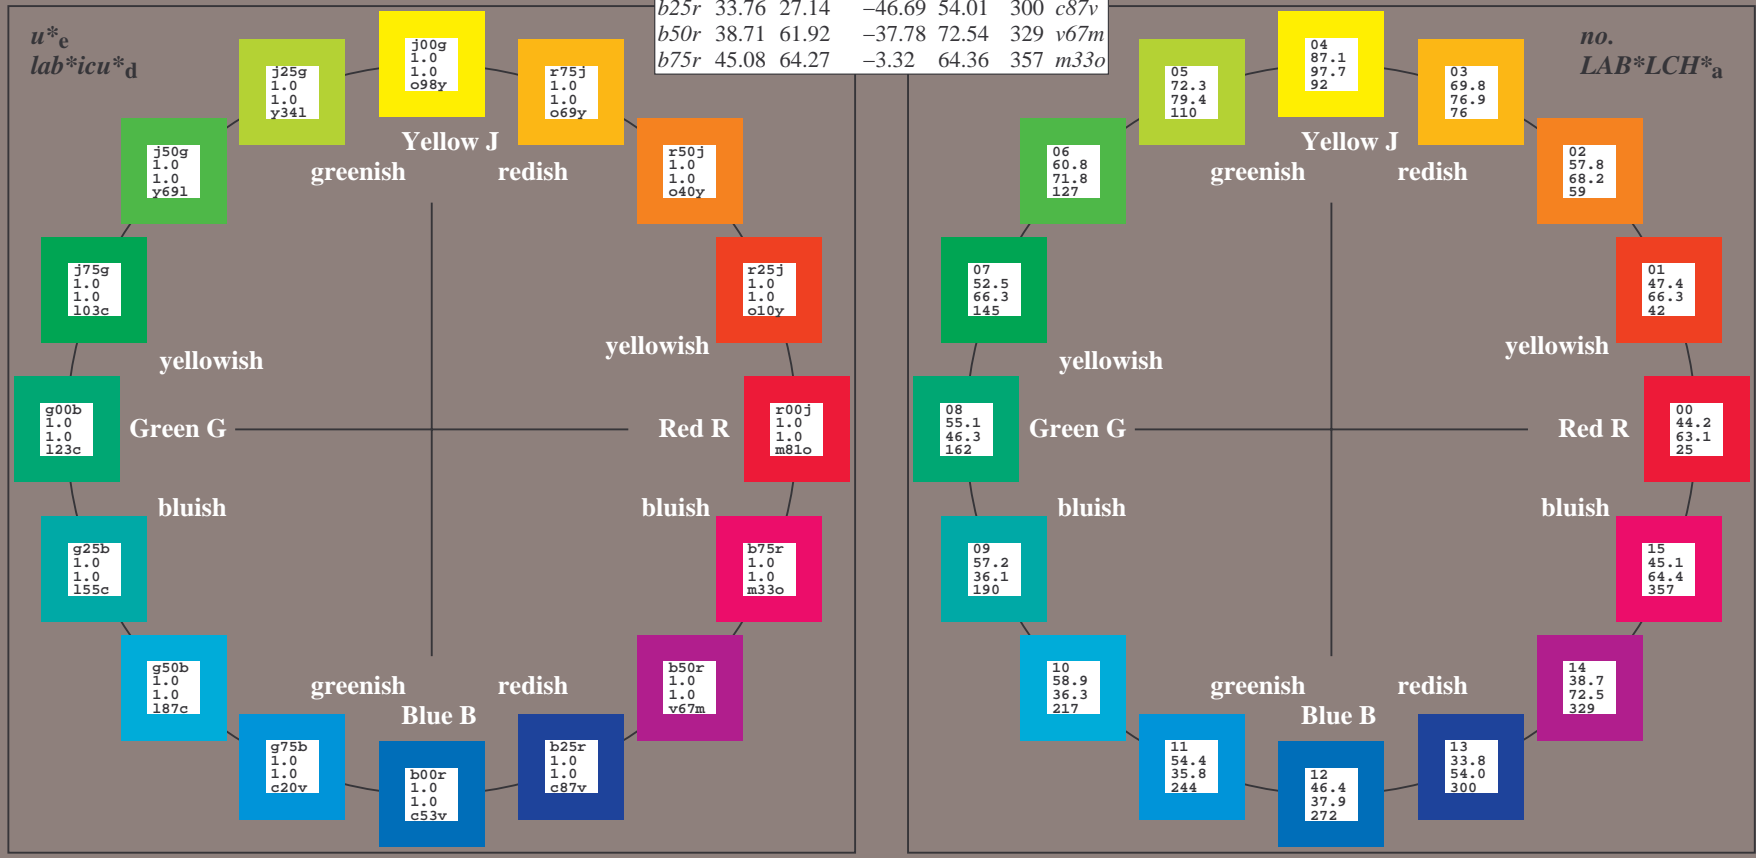 b25r 33.76 27.14 −46.69 54.01 300 c87v
b50r 38.71 61.92 −37.78 72.54 329 v67m
b75r 45.08 64.27 −3.32 64.36 357 m33o
u*e
lab*icu*d
j00g
1.0
1.0
o98y
r75j
1.0
1.0
o69y
r50j
1.0
1.0
o40y
r25j
1.0
1.0
o10y
r00j
1.0
1.0
m81o
b75r
1.0
1.0
m33o
b50r
1.0
1.0
v67m
b25r
1.0
1.0
c87v
b00r
1.0
1.0
c53v
g75b
1.0
1.0
c20v
g50b
1.0
1.0
l87c
g25b
1.0
1.0
l55c
g00b
1.0
1.0
l23c
j75g
1.0
1.0
l03c
j50g
1.0
1.0
y69l
j25g
1.0
1.0
y34l
Yellow J
greenish redish
yellowish yellowish
Green G Red R
bluish bluish
greenish redish
Blue B
no.
LAB*LCH*a
04
87.1
97.7
92
03
69.8
76.9
76
02
57.8
68.2
59
01
47.4
66.3
42
00
44.2
63.1
25
15
45.1
64.4
357
14
38.7
72.5
329
13
33.8
54.0
300
12
46.4
37.9
272
11
54.4
35.8
244
10
58.9
36.3
217
09
57.2
36.1
190
08
55.1
46.3
162
07
52.5
66.3
145
06
60.8
71.8
127
05
72.3
79.4
110
Yellow J
greenish redish
yellowish yellowish
Green G Red R
bluish bluish
greenish redish
Blue B